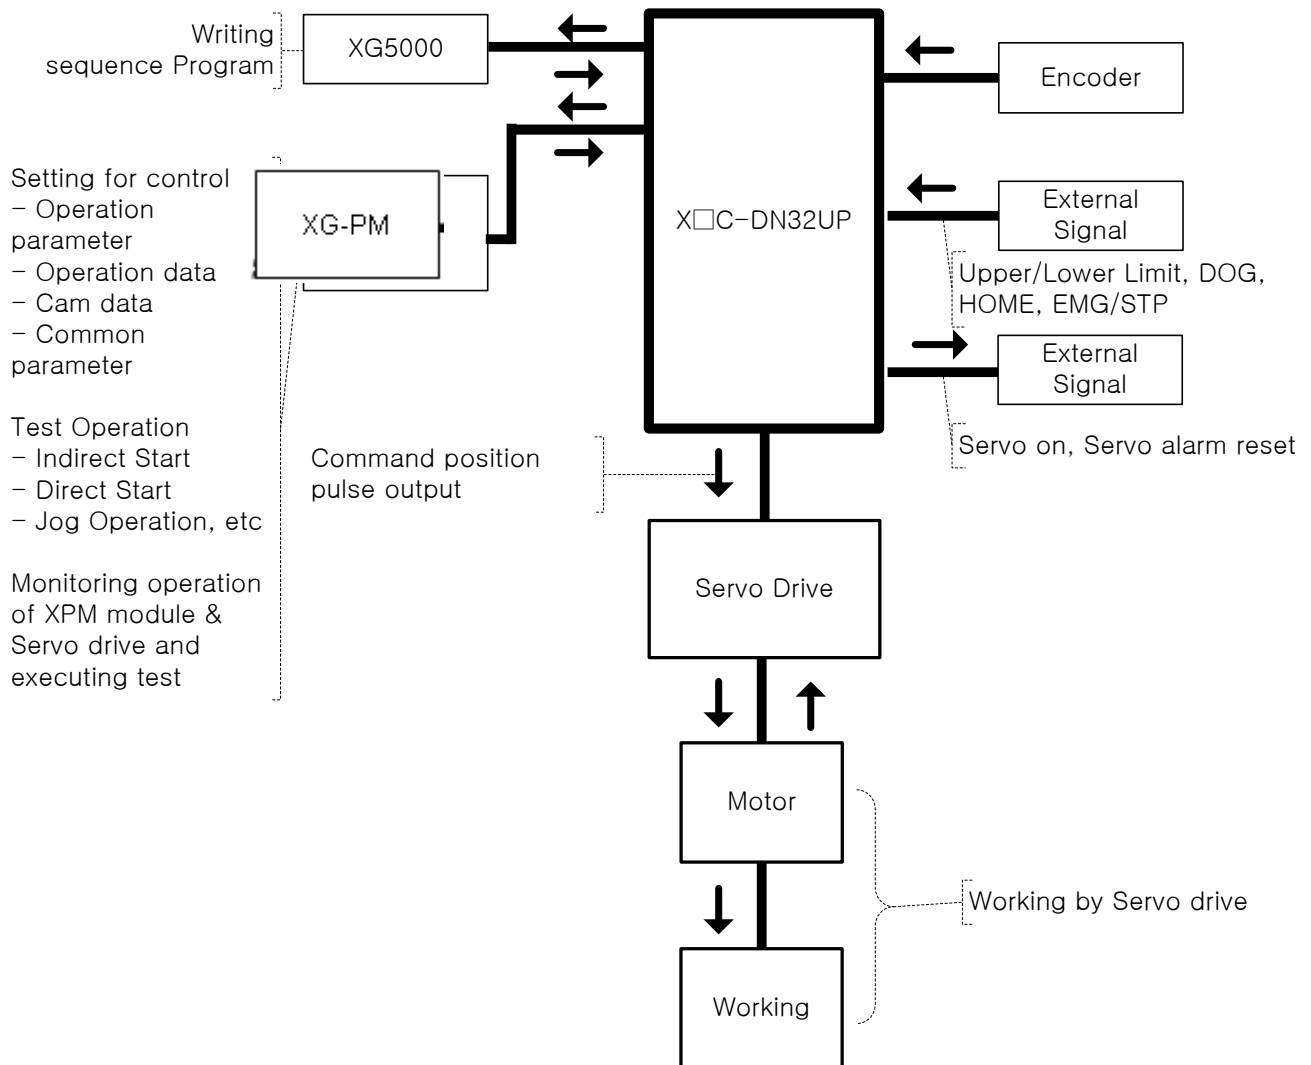 Writing
sequence Program
XG5000
Encoder
Setting for control
- Operation
parameter
- Operation data
- Cam data
- Common
parameter
XG-PM
X□C-DN32UP
External
Signal
Upper/Lower Limit, DOG,
HOME, EMG/STP
External
Signal
Servo on, Servo alarm reset
Test Operation
- Indirect Start
- Direct Start
- Jog Operation, etc
Command position
pulse output
Monitoring operation
of XPM module &
Servo drive and
executing test
Servo Drive
Motor
Working by Servo drive
Working